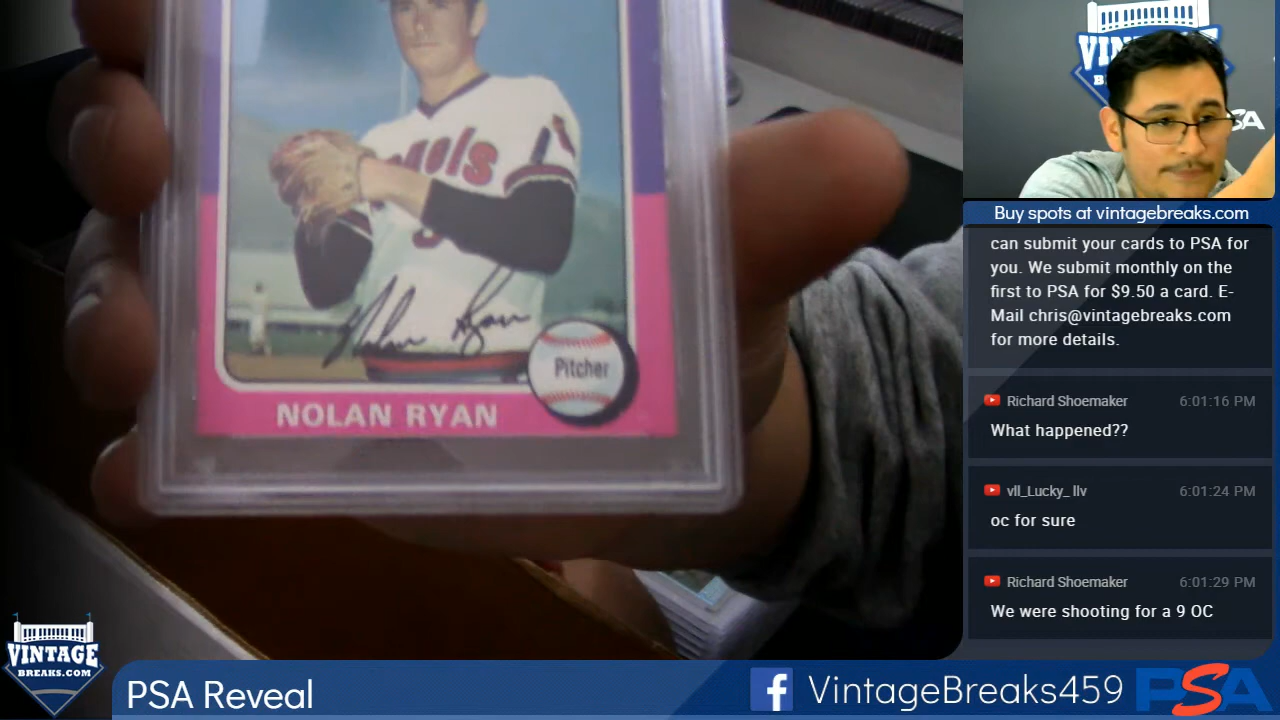 Nolan Ryan
Pitcher
NOLAN RYAN
VINTAGE
BREAKS.COM
PSA Reveal
VintageBreaks459
PSA
Buy spots at vintagebreaks.com
can submit your cards to PSA for
you. We submit monthly on the
first to PSA for $9.50 a card. E-
Mail chris@vintagebreaks.com
for more details.
Richard Shoemaker 6:01:16 PM
What happened??
vll_Lucky_ llv 6:01:24 PM
oc for sure
Richard Shoemaker 6:01:29 PM
We were shooting for a 9 OC